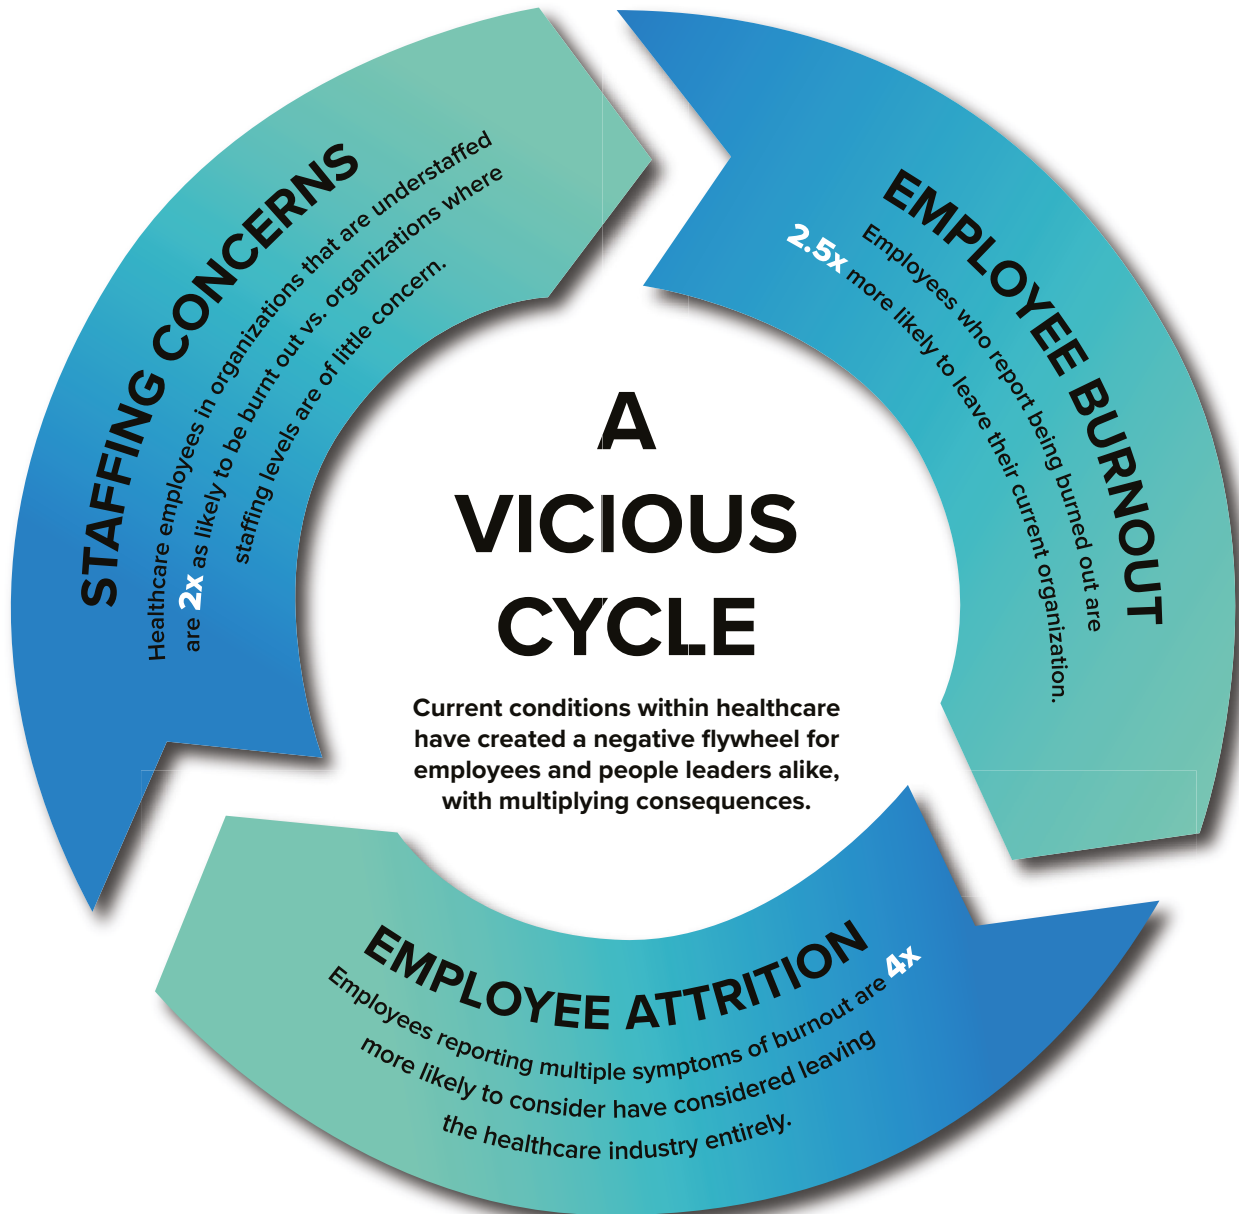 A
VICIOUS
CYCLE
Current conditions within healthcare
have created a negative flywheel for
employees and people leaders alike,
with multiplying consequences.
STAFFING CONCERNS
Healthcare employees in organizations that are understaffed
are 2x as likely to be burnt out vs. organizations where
staffing levels are of little concern.
EMPLOYEE BURNOUT
Employees who report being burned out are
2.5x more likely to leave their current organization.
EMPLOYEE ATTRITION
Employees reporting multiple symptoms of burnout are 4x
more likely to consider have considered leaving
the healthcare industry entirely.